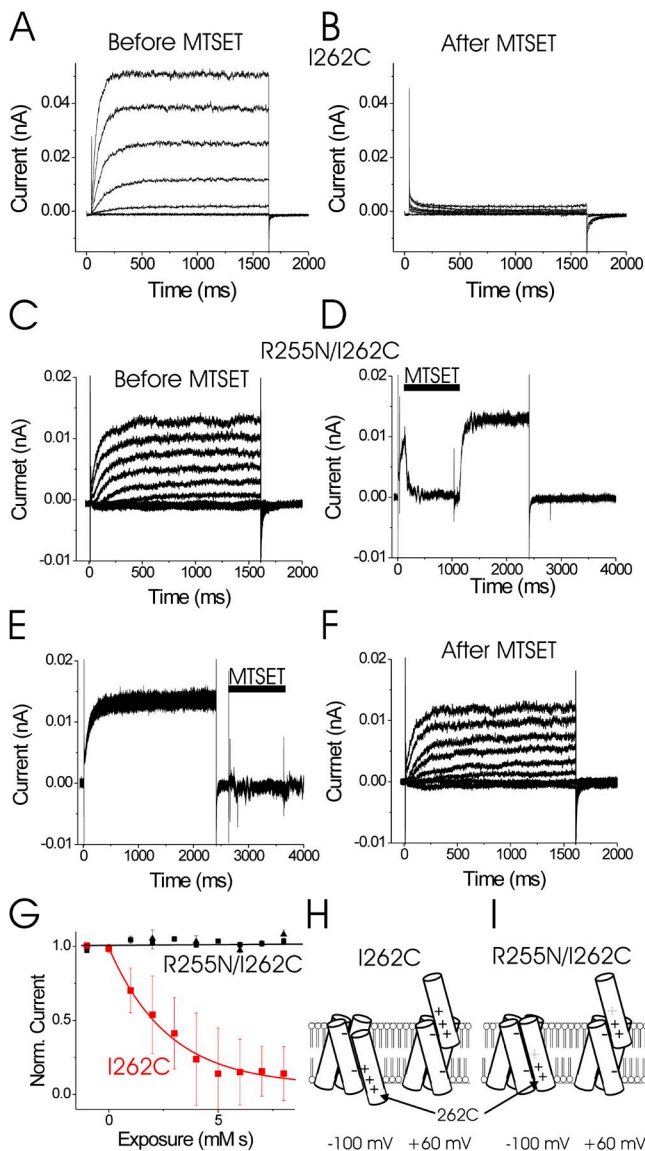 A
Before MTSET
B
After MTSET
I262C
Current (nA)
0.04
0.02
0.00
0 500 1000 1500 2000
Time (ms)
Current (nA)
0.04
0.02
0.00
0 500 1000 1500 2000
Time (ms)
C
D
R255N/I262C
Before MTSET
Currnet (nA)
0.02
0.01
0.00
-0.01
0 500 1000 1500 2000
Time (ms)
MTSET
Current (nA)
0.02
0.01
0.00
-0.01
0 1000 2000 3000 4000
Time (ms)
E
MTSET
Current (nA)
0.02
0.01
0.00
-0.01
0 1000 2000 3000 4000
Time (ms)
F
After MTSET
Currnet (nA)
0.02
0.01
0.00
-0.01
0 500 1000 1500 2000
Time (ms)
G
Norm. Current
1.0
0.5
0.0
R255N/I262C
I262C
0 5
Exposure (mM s)
H
I262C
I
R255N/I262C
262C
-100 mV +60 mV
-100 mV +60 mV